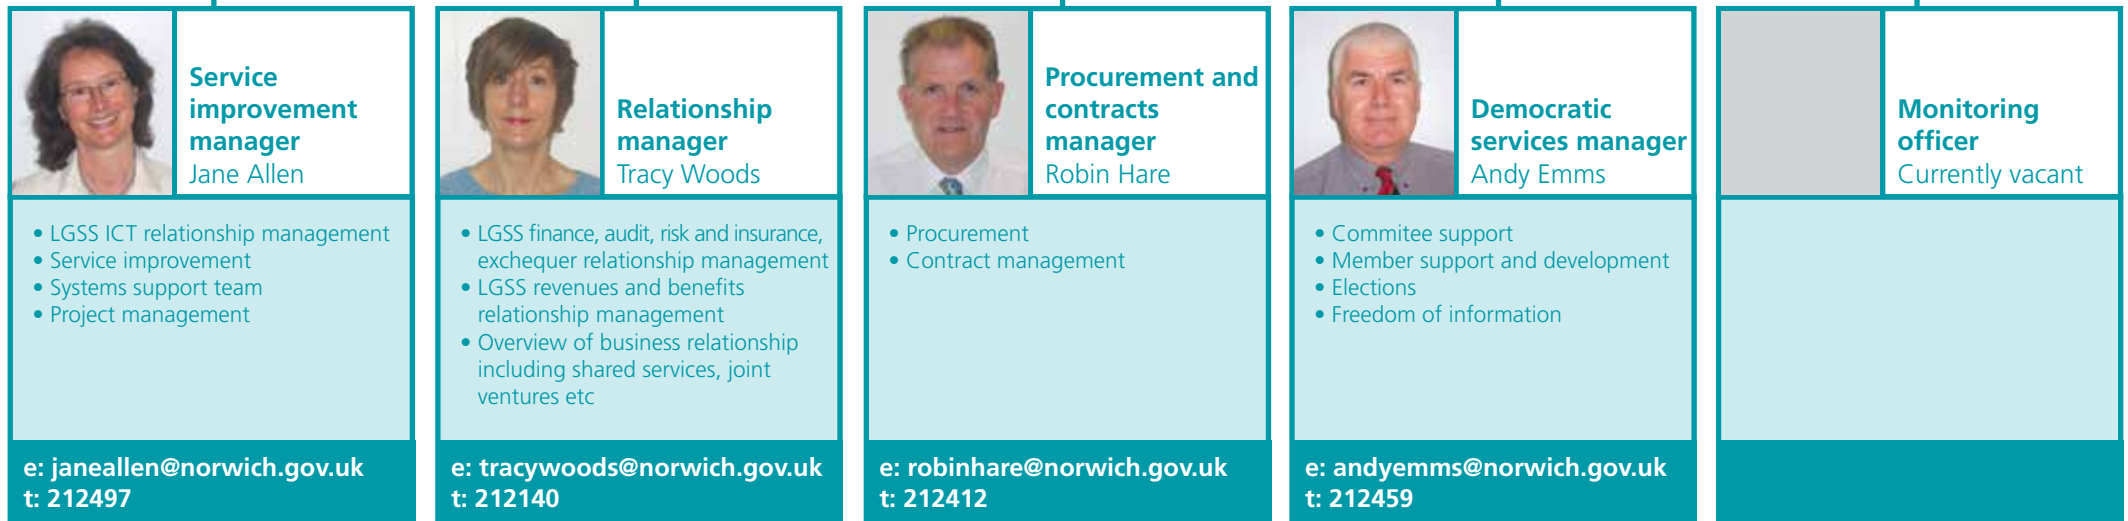 Service
improvement
manager
Jane Allen
• LGSS ICT relationship management
• Service improvement
• Systems support team
• Project management
e: janeallen@norwich.gov.uk
t: 212497
Relationship
manager
Tracy Woods
• LGSS finance, audit, risk and insurance,
exchequer relationship management
• LGSS revenues and benefits
relationship management
• Overview of business relationship
including shared services, joint
ventures etc
e: tracywoods@norwich.gov.uk
t: 212140
Procurement and
contracts
manager
Robin Hare
• Procurement
• Contract management
e: robinhare@norwich.gov.uk
t: 212412
Democratic
services manager
Andy Emms
• Commitee support
• Member support and development
• Elections
• Freedom of information
e: andyemms@norwich.gov.uk
t: 212459
Monitoring
officer
Currently vacant